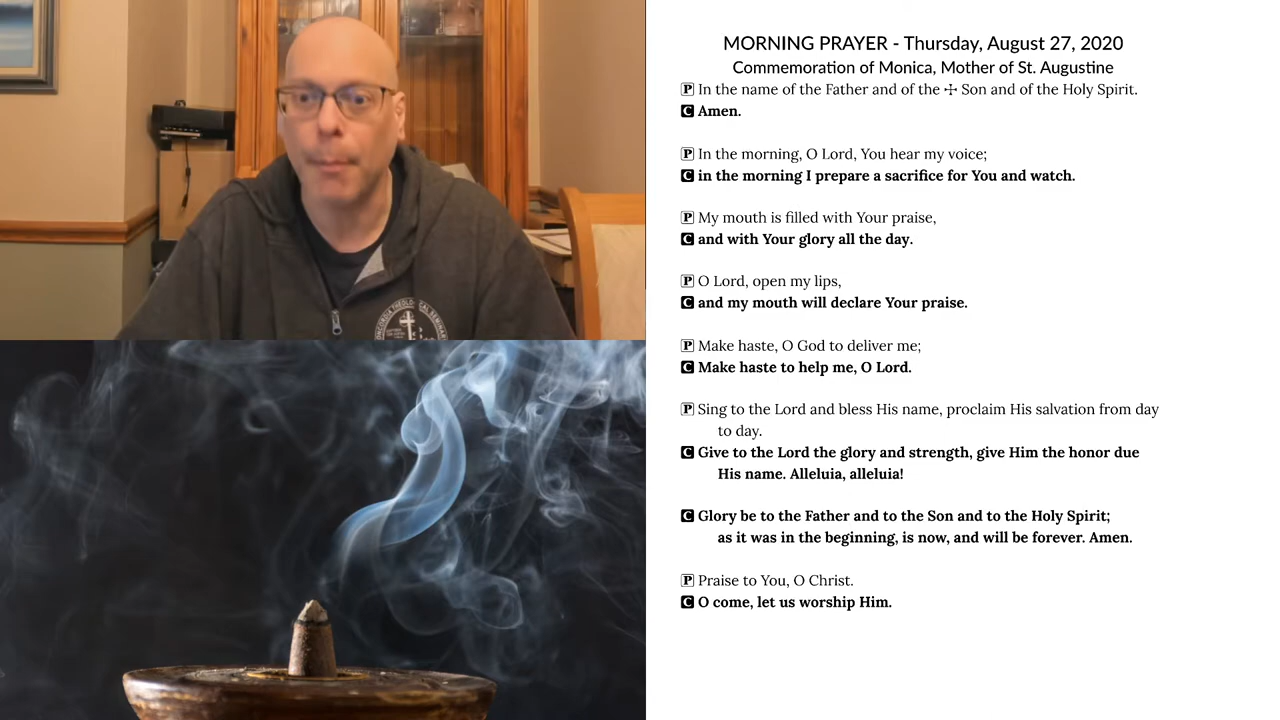 CONCORDIA THEOLOGICAL SEMINARY
MORNING PRAYER - Thursday, August 27, 2020
Commemoration of Monica, Mother of St. Augustine
P In the name of the Father and of the ☩ Son and of the Holy Spirit.
C Amen.
P In the morning, O Lord, You hear my voice;
C in the morning I prepare a sacrifice for You and watch.
P My mouth is filled with Your praise,
C and with Your glory all the day.
P O Lord, open my lips,
C and my mouth will declare Your praise.
P Make haste, O God to deliver me;
C Make haste to help me, O Lord.
P Sing to the Lord and bless His name, proclaim His salvation from day
to day.
C Give to the Lord the glory and strength, give Him the honor due
His name. Alleluia, alleluia!
C Glory be to the Father and to the Son and to the Holy Spirit;
as it was in the beginning, is now, and will be forever. Amen.
P Praise to You, O Christ.
C O come, let us worship Him.